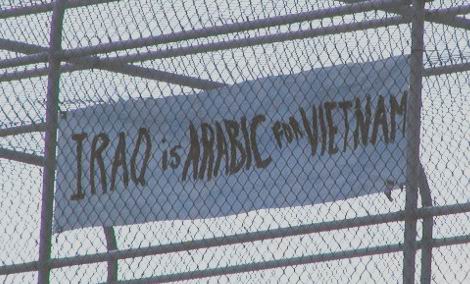 IRAQ is ARABIC for VIETNAM